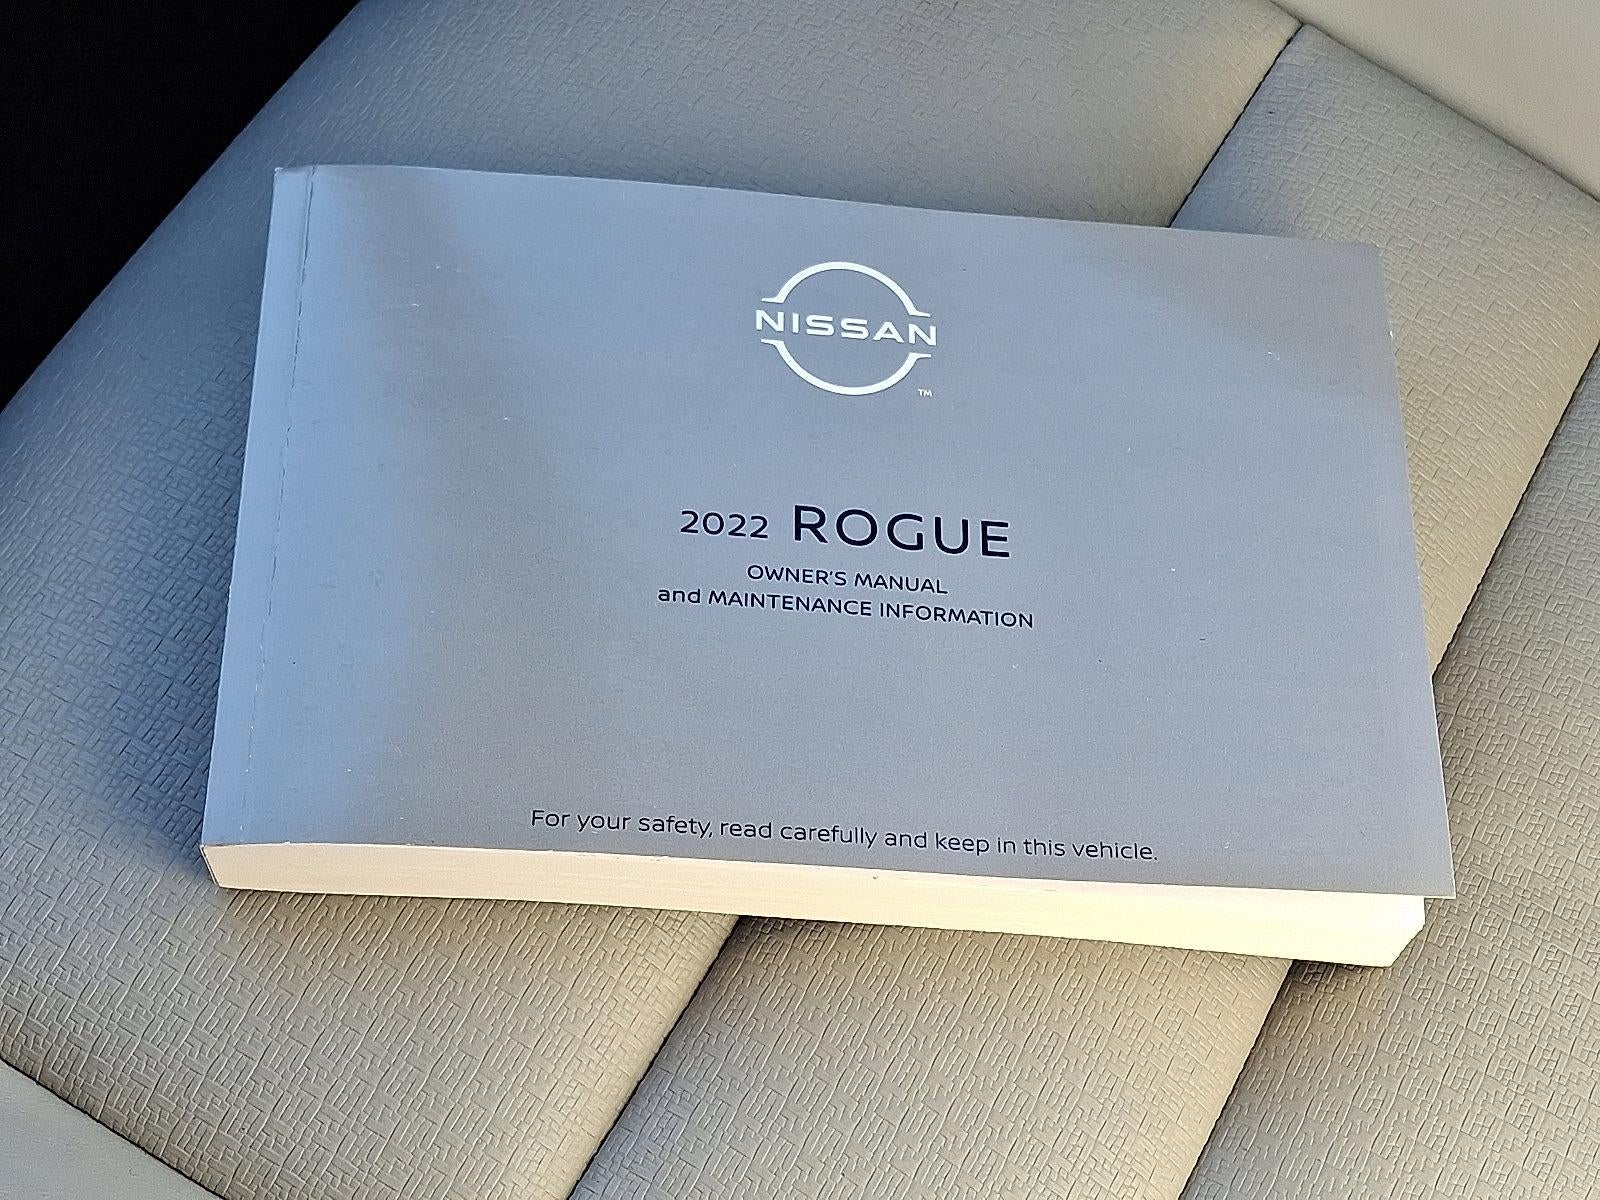 NISSAN
TM
2022 ROGUE
OWNER'S MANUAL
and MAINTENANCE INFORMATION
For your safety, read carefully and keep in this vehicle.